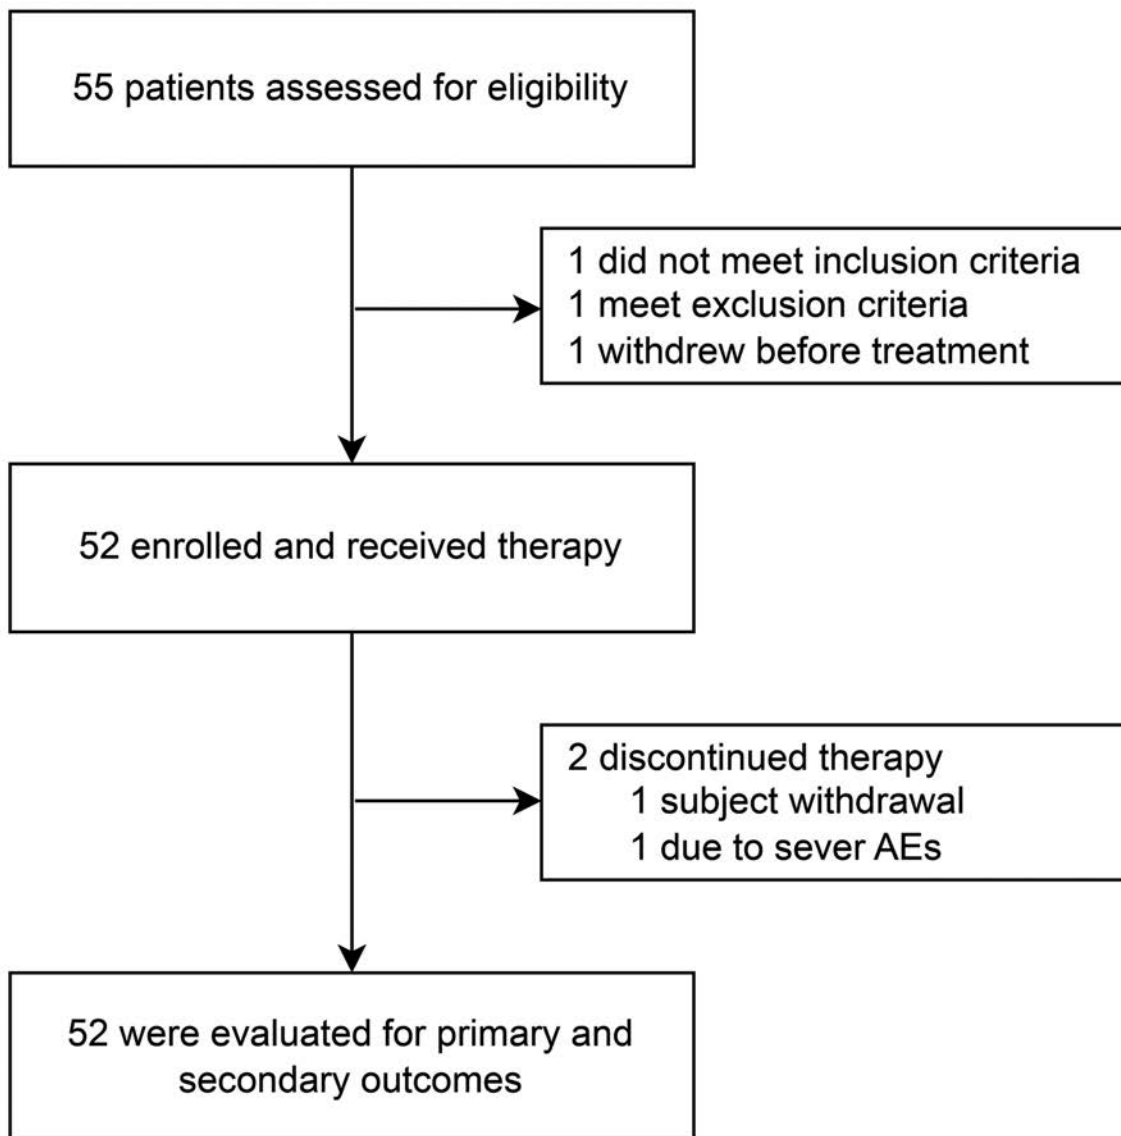 55 patients assessed for eligibility
1 did not meet inclusion criteria
1 meet exclusion criteria
1 withdrew before treatment
52 enrolled and received therapy
2 discontinued therapy
1 subject withdrawal
1 due to sever AEs
52 were evaluated for primary and
secondary outcomes